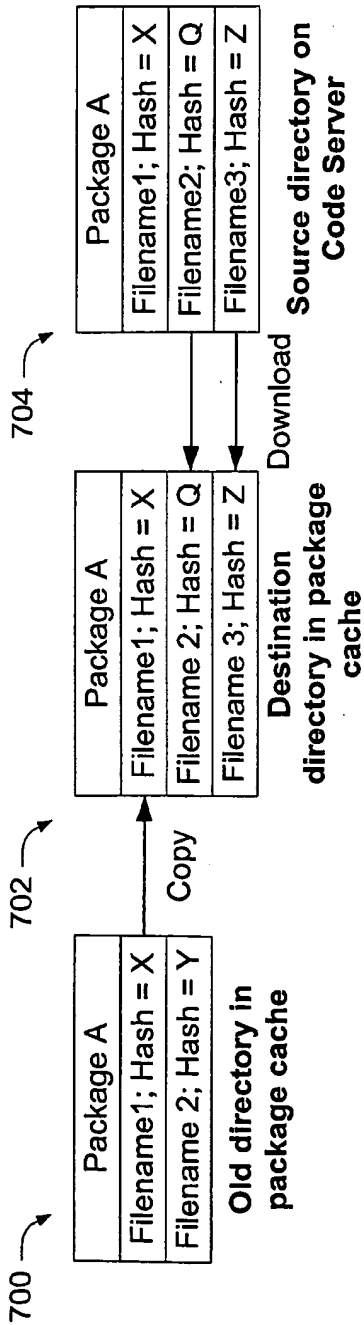 700
Package A
Filename1; Hash = X
Filename 2; Hash = Y
Old directory in
package cache
Copy
702
Package A
Filename1; Hash = X
Filename 2; Hash = Q
Filename 3; Hash = Z
Destination
directory in package
cache
Download
704
Package A
Filename1; Hash = X
Filename2; Hash = Q
Filename3; Hash = Z
Source directory on
Code Server